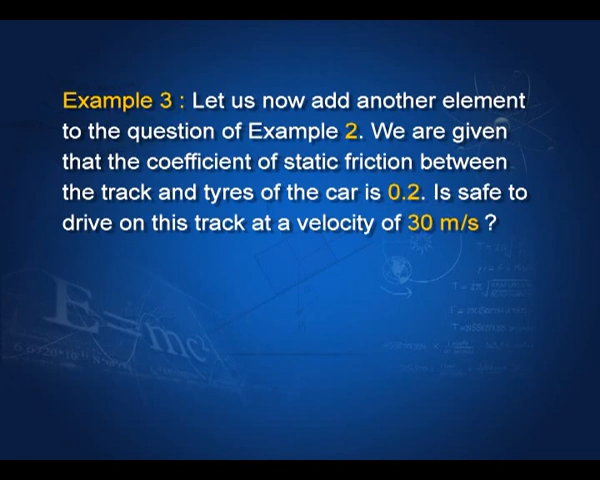 Example 3 : Let us now add another element
to the question of Example 2. We are given
that the coefficient of static friction between
the track and tyres of the car is 0.2. Is safe to
drive on this track at a velocity of 30 m/s ?
E=mc²